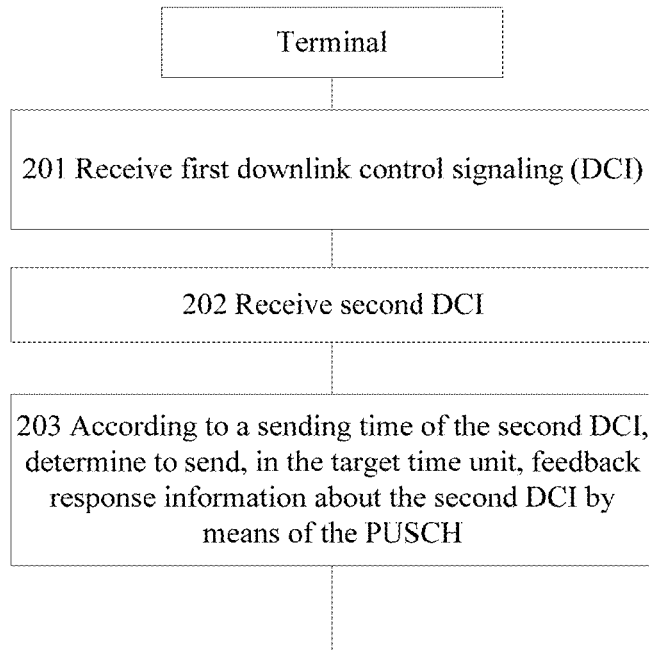 Terminal
201 Receive first downlink control signaling (DCI)
202 Receive second DCI
203 According to a sending time of the second DCI,
determine to send, in the target time unit, feedback
response information about the second DCI by
means of the PUSCH